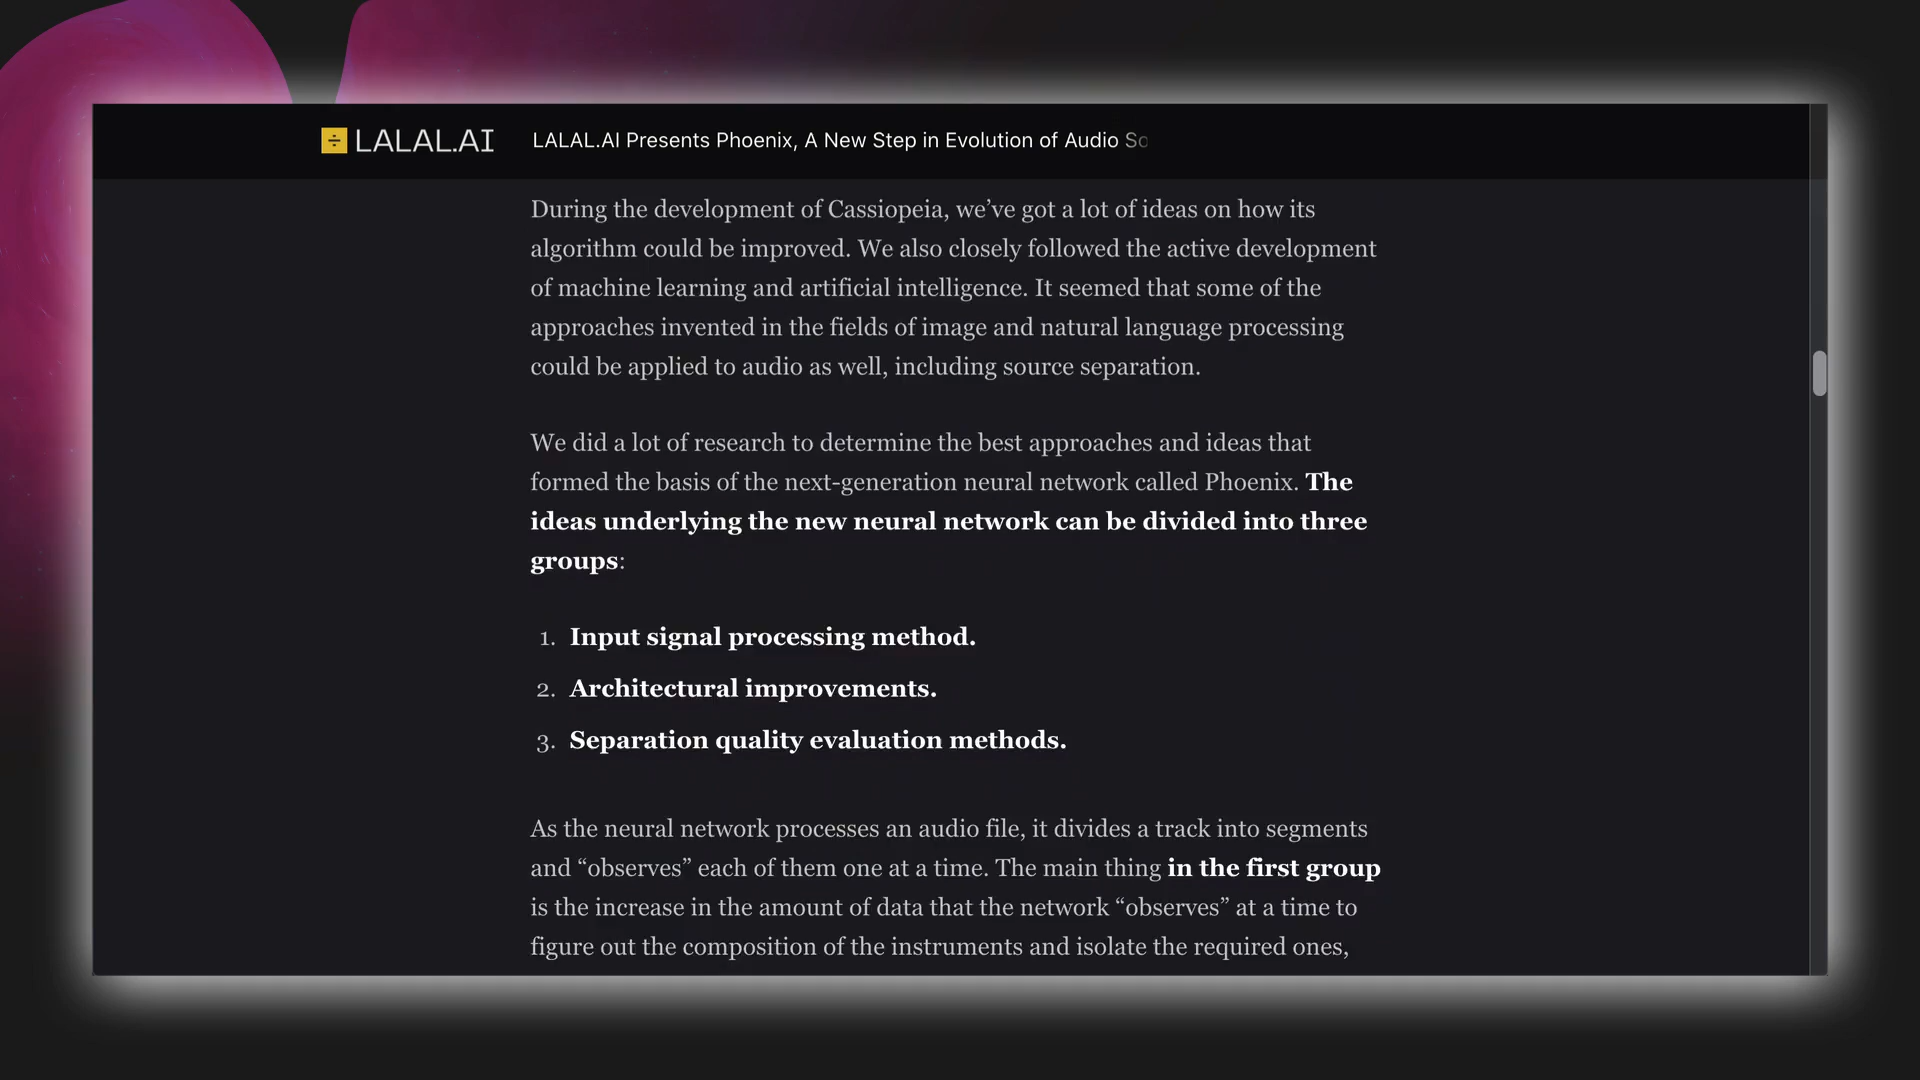 LALAL.AI
LALAL.AI Presents Phoenix, A New Step in Evolution of Audio So
During the development of Cassiopeia, we’ve got a lot of ideas on how its
algorithm could be improved. We also closely followed the active development
of machine learning and artificial intelligence. It seemed that some of the
approaches invented in the fields of image and natural language processing
could be applied to audio as well, including source separation.
We did a lot of research to determine the best approaches and ideas that
formed the basis of the next-generation neural network called Phoenix. The
ideas underlying the new neural network can be divided into three
groups:
1. Input signal processing method.
2. Architectural improvements.
3. Separation quality evaluation methods.
As the neural network processes an audio file, it divides a track into segments
and “observes” each of them one at a time. The main thing in the first group
is the increase in the amount of data that the network “observes” at a time to
figure out the composition of the instruments and isolate the required ones,